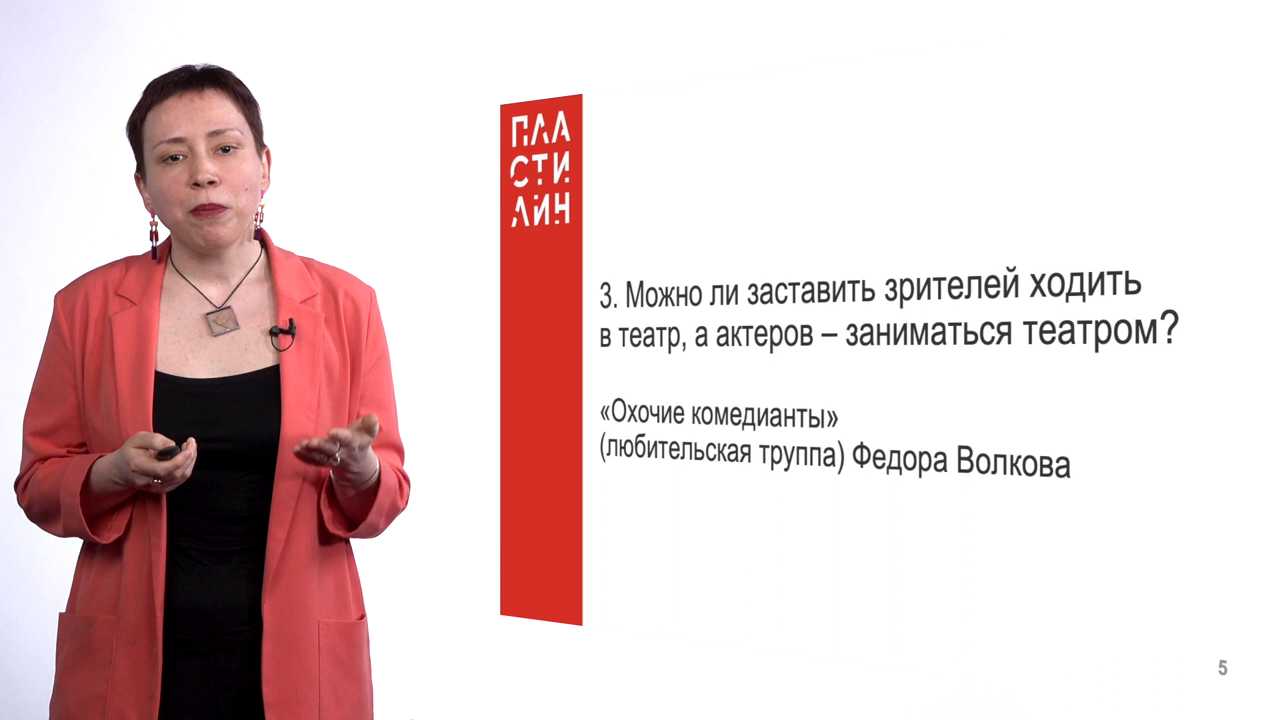 ПЛА
СТИ
ЛИН
3. Можно ли заставить зрителей ходить
в театр, а актеров – заниматься театром?
«Охочие комедианты»
(любительская труппа) Федора Волкова
5